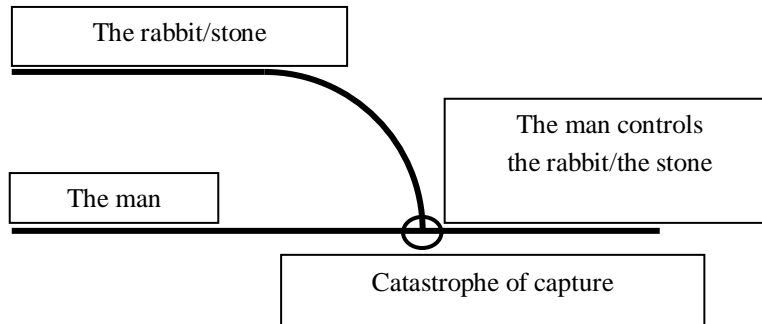 The rabbit/stone
The man controls
the rabbit/the stone
The man
Catastrophe of capture